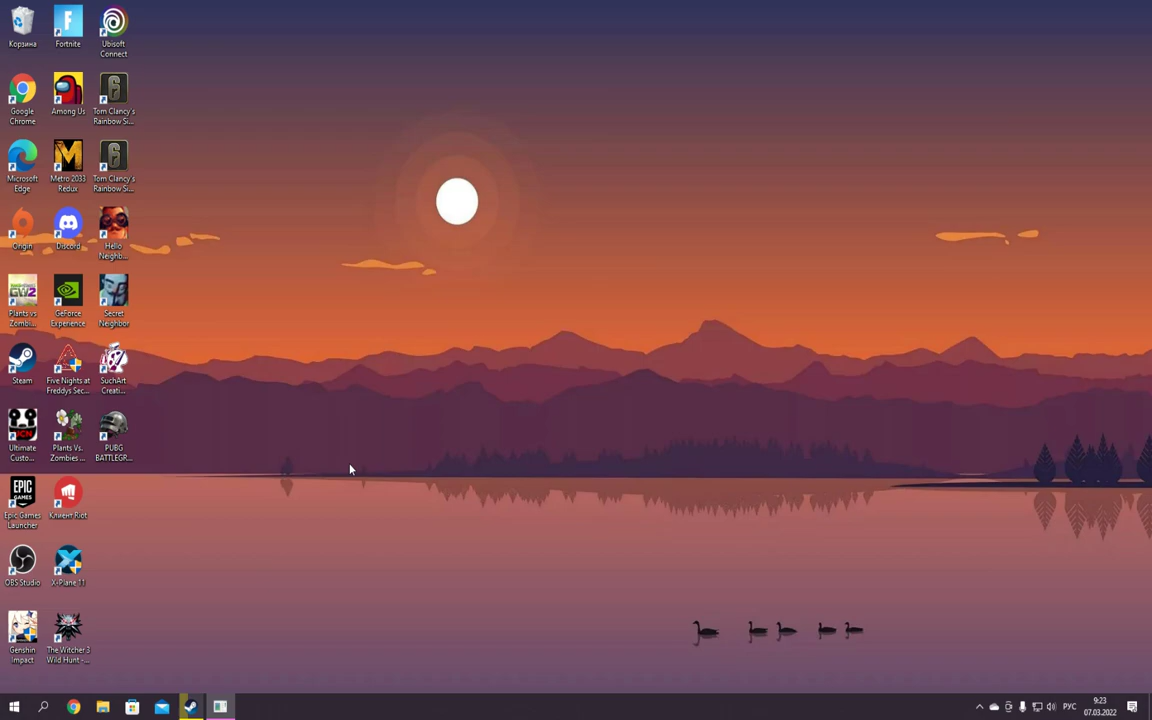 Корзина
Fortnite
Ubisoft
Connect
Google
Chrome
Among Us
Tom Clancy's
Rainbow Si...
Microsoft
Edge
Metro 2033
Redux
Tom Clancy's
Rainbow Si...
Origin
Discord
Hello
Neighb...
Plants vs
Zombi...
GeForce
Experience
Secret
Neighbor
Steam
Five Nights at
Freddys Sec...
SuchArt
Creati...
Ultimate
Custo...
Plants Vs.
Zombies ...
PUBG
BATTLEGR...
EPIC
GAMES
Epic Games
Launcher
Клиент Riot
OBS Studio
X-Plane 11
Genshin
Impact
The Witcher 3
Wild Hunt -...
РУС
9:23
07.03.2022